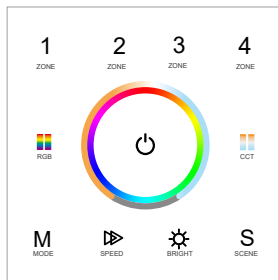 1 2 3 4
ZONE ZONE ZONE ZONE
RGB CCT
M S
MODE SPEED BRIGHT SCENE